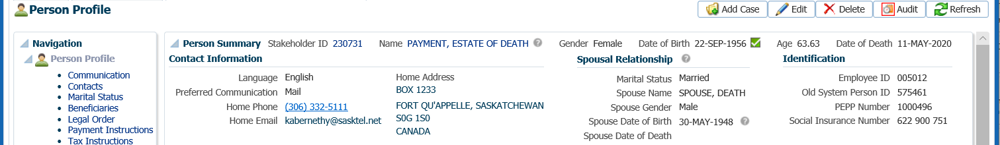 Person Profile
Add Case Edit Delete Audit Refresh
Navigation
Person Profile
Communication
Contacts
Marital Status
Beneficiaries
Legal Order
Payment Instructions
Tax Instructions
Person Summary Stakeholder ID 230731 Name PAYMENT, ESTATE OF DEATH Gender Female Date of Birth 22-SEP-1956 Age 63.63 Date of Death 11-MAY-2020
Contact Information
Language English
Preferred Communication Mail
Home Phone (306) 332-5111
Home Email kabernethy@sasktel.net
Home Address
BOX 1233
FORT QU'APPELLE, SASKATCHEWAN
S0G 1S0
CANADA
Spousal Relationship
Marital Status Married
Spouse Name SPOUSE, DEATH
Spouse Gender Male
Spouse Date of Birth 30-MAY-1948
Spouse Date of Death
Identification
Employee ID 005012
Old System Person ID 575461
PEPP Number 1000496
Social Insurance Number 622 900 751